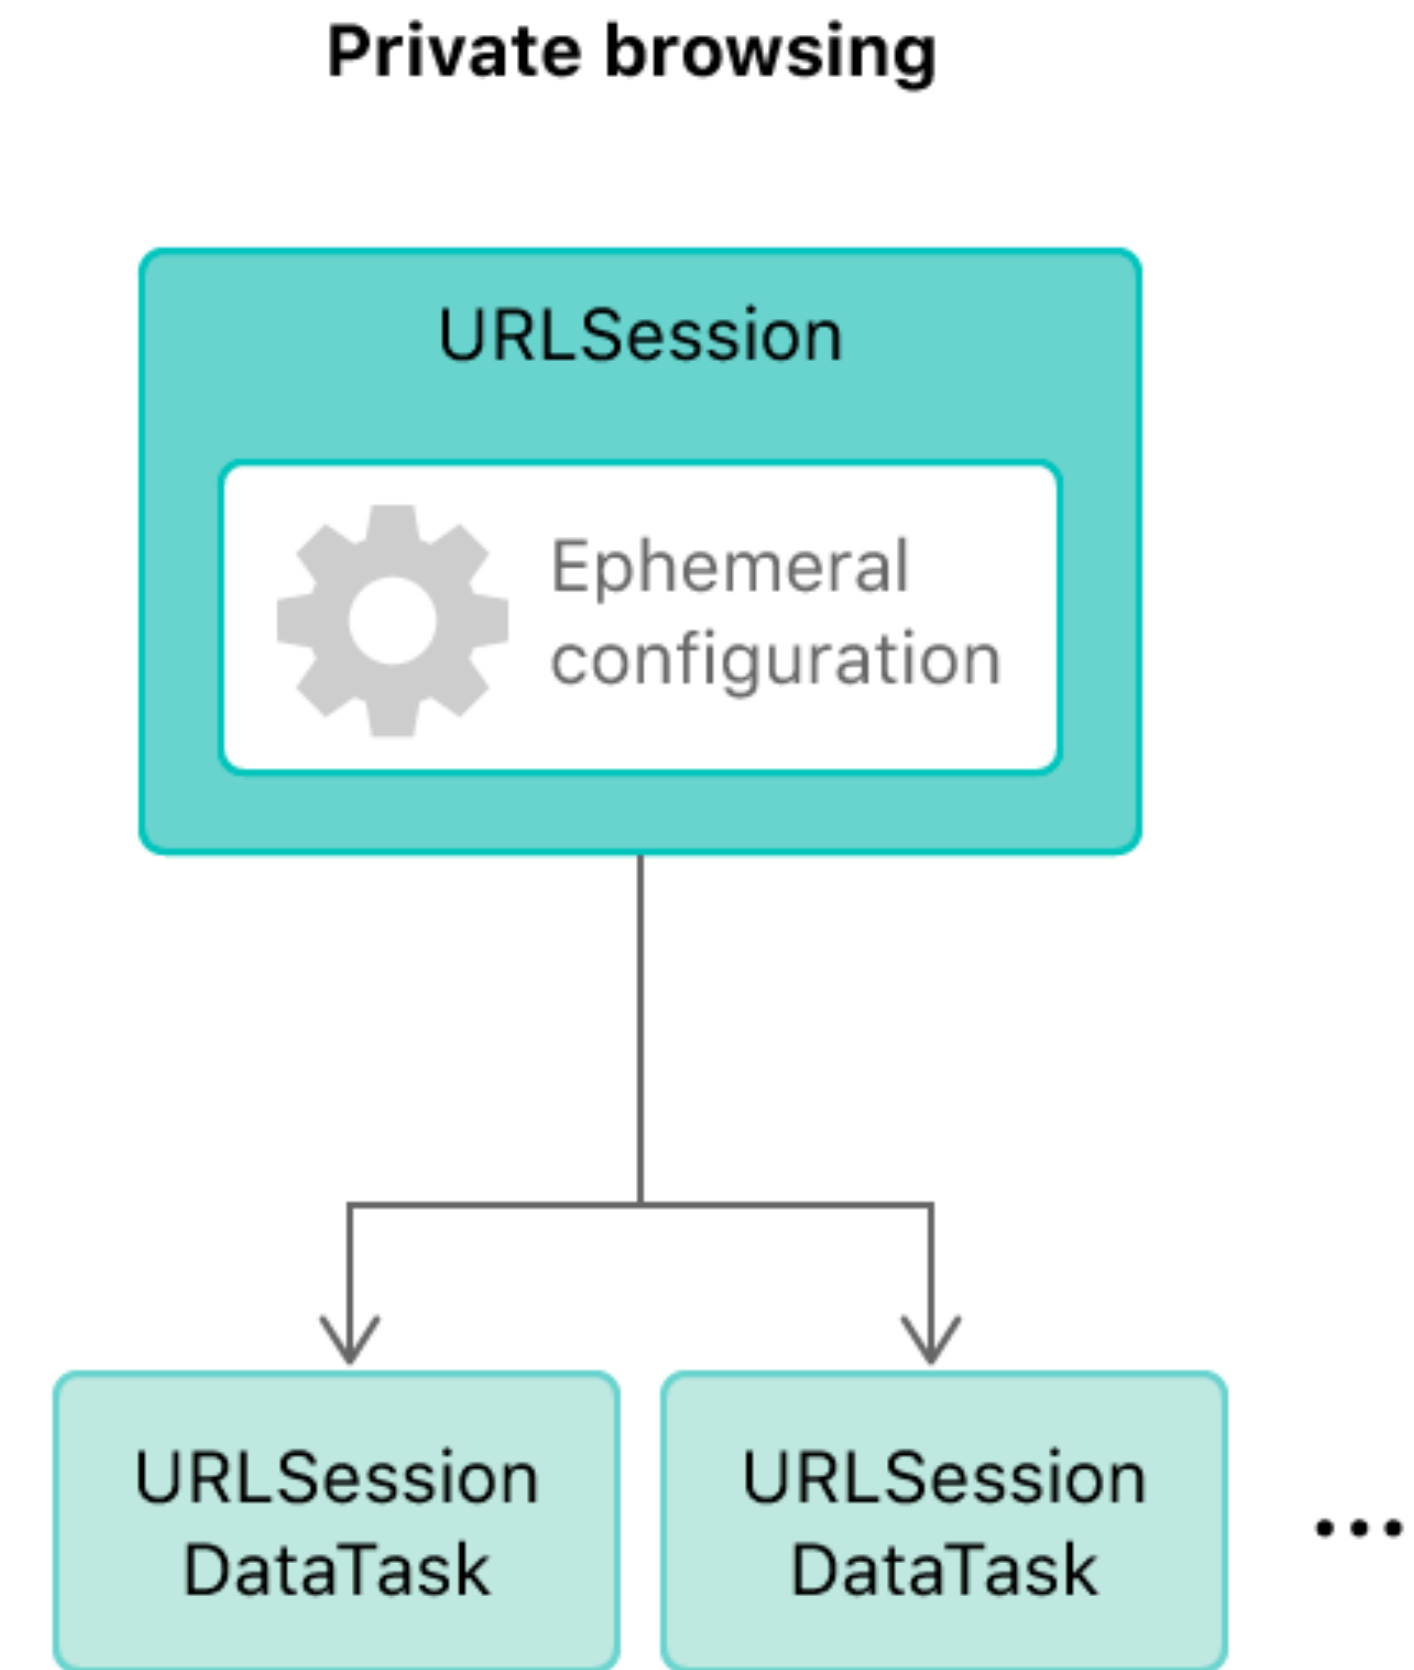 Private browsing
URLSession
Ephemeral
configuration
URLSession
DataTask
URLSession
DataTask
...